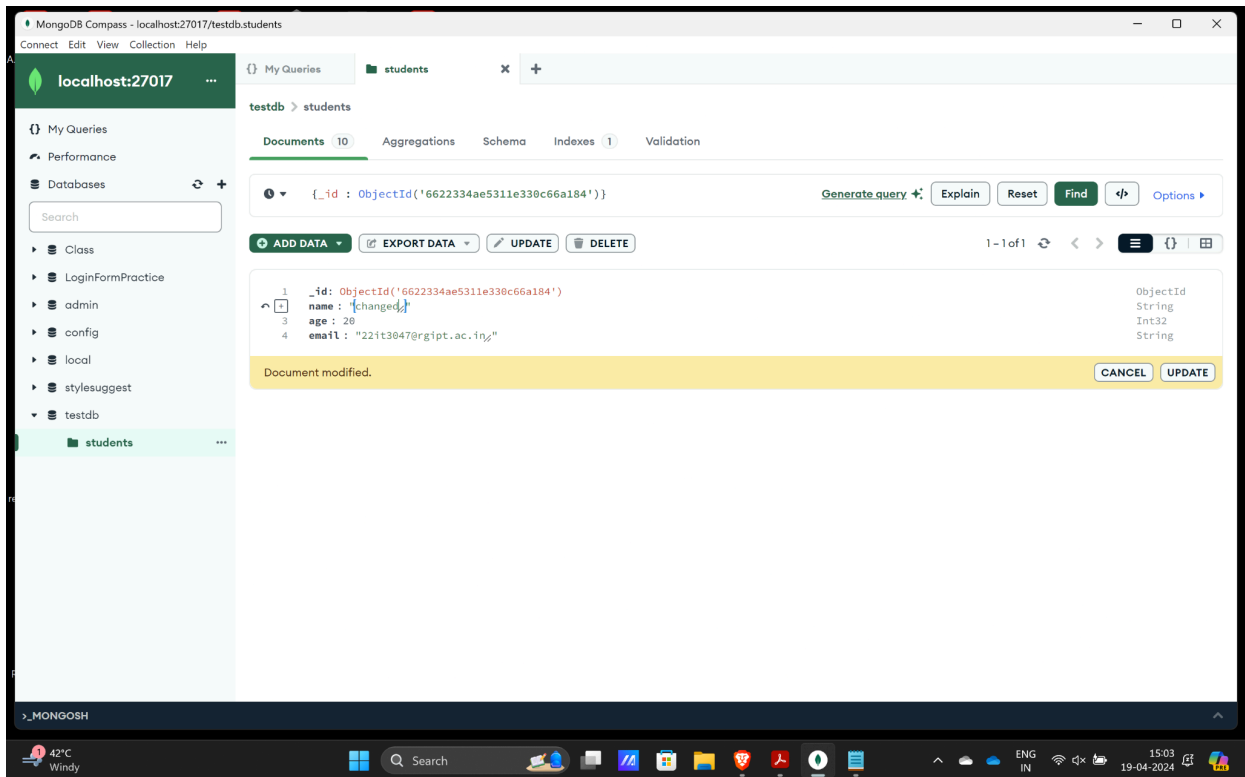 MongoDB Compass - localhost:27017/testdb.students
Connect Edit View Collection Help
localhost:27017 ...
{} My Queries
students
testdb > students
{} My Queries
Performance
Databases
Search
Class
LoginFormPractice
admin
config
local
stylesuggest
testdb
students ...
Documents 10 Aggregations Schema Indexes 1 Validation
{_id : ObjectId('6622334ae5311e330c66a184')}
Generate query Explain Reset Find </> Options
ADD DATA EXPORT DATA UPDATE DELETE 1 – 1 of 1 {}
1 _id: ObjectId('6622334ae5311e330c66a184') ObjectId
+ name : "changed" String
3 age : 20 Int32
4 email : "22it3047@rgipt.ac.in" String
Document modified. CANCEL UPDATE
>_MONGOSH
1 42°C
Windy
Search
ENG
IN
15:03
19-04-2024
PRE